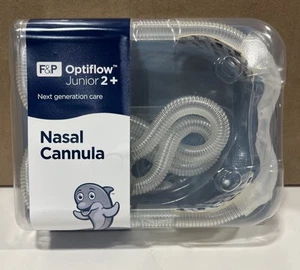 F&P Optiflow™
Junior 2+
Next generation care
Nasal
Cannula